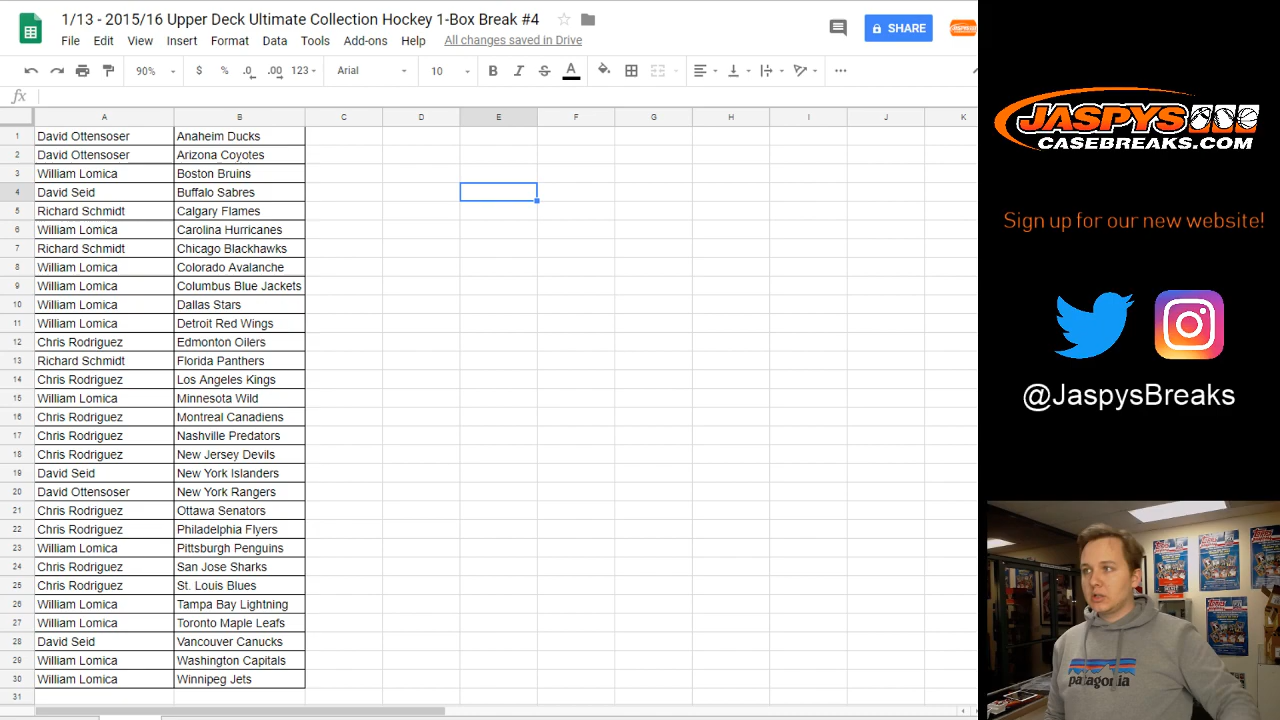 1/13 - 2015/16 Upper Deck Ultimate Collection Hockey 1-Box Break #4
File Edit View Insert Format Data Tools Add-ons Help All changes saved in Drive
SHARE
90% $ % .0 .00 123 Arial 10 B I S A
fx
A B C D E F G H I J K
1 David Ottensoser Anaheim Ducks
2 David Ottensoser Arizona Coyotes
3 William Lomica Boston Bruins
4 David Seid Buffalo Sabres
5 Richard Schmidt Calgary Flames
6 William Lomica Carolina Hurricanes
7 Richard Schmidt Chicago Blackhawks
8 William Lomica Colorado Avalanche
9 William Lomica Columbus Blue Jackets
10 William Lomica Dallas Stars
11 William Lomica Detroit Red Wings
12 Chris Rodriguez Edmonton Oilers
13 Richard Schmidt Florida Panthers
14 Chris Rodriguez Los Angeles Kings
15 William Lomica Minnesota Wild
16 Chris Rodriguez Montreal Canadiens
17 Chris Rodriguez Nashville Predators
18 Chris Rodriguez New Jersey Devils
19 David Seid New York Islanders
20 David Ottensoser New York Rangers
21 Chris Rodriguez Ottawa Senators
22 Chris Rodriguez Philadelphia Flyers
23 William Lomica Pittsburgh Penguins
24 Chris Rodriguez San Jose Sharks
25 Chris Rodriguez St. Louis Blues
26 William Lomica Tampa Bay Lightning
27 William Lomica Toronto Maple Leafs
28 David Seid Vancouver Canucks
29 William Lomica Washington Capitals
30 William Lomica Winnipeg Jets
31
JASPYS
CASEBREAKS.COM
Sign up for our new website!
@JaspysBreaks
patagonia